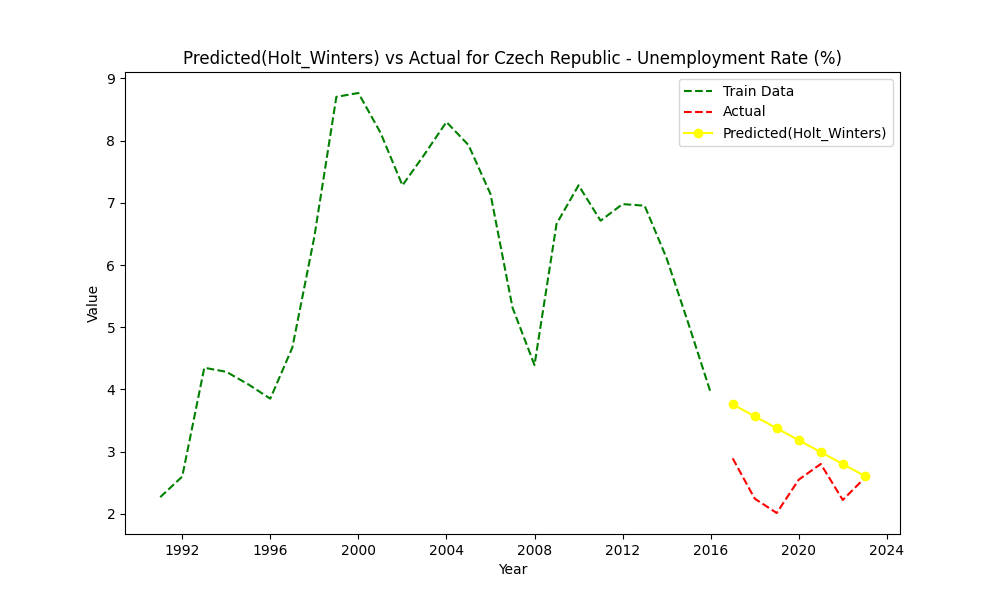 Predicted(Holt_Winters) vs Actual for Czech Republic - Unemployment Rate (%)
Train Data
Actual
Predicted(Holt_Winters)
9
8
7
6
5
4
3
2
Value
1992 1996 2000 2004 2008 2012 2016 2020 2024
Year